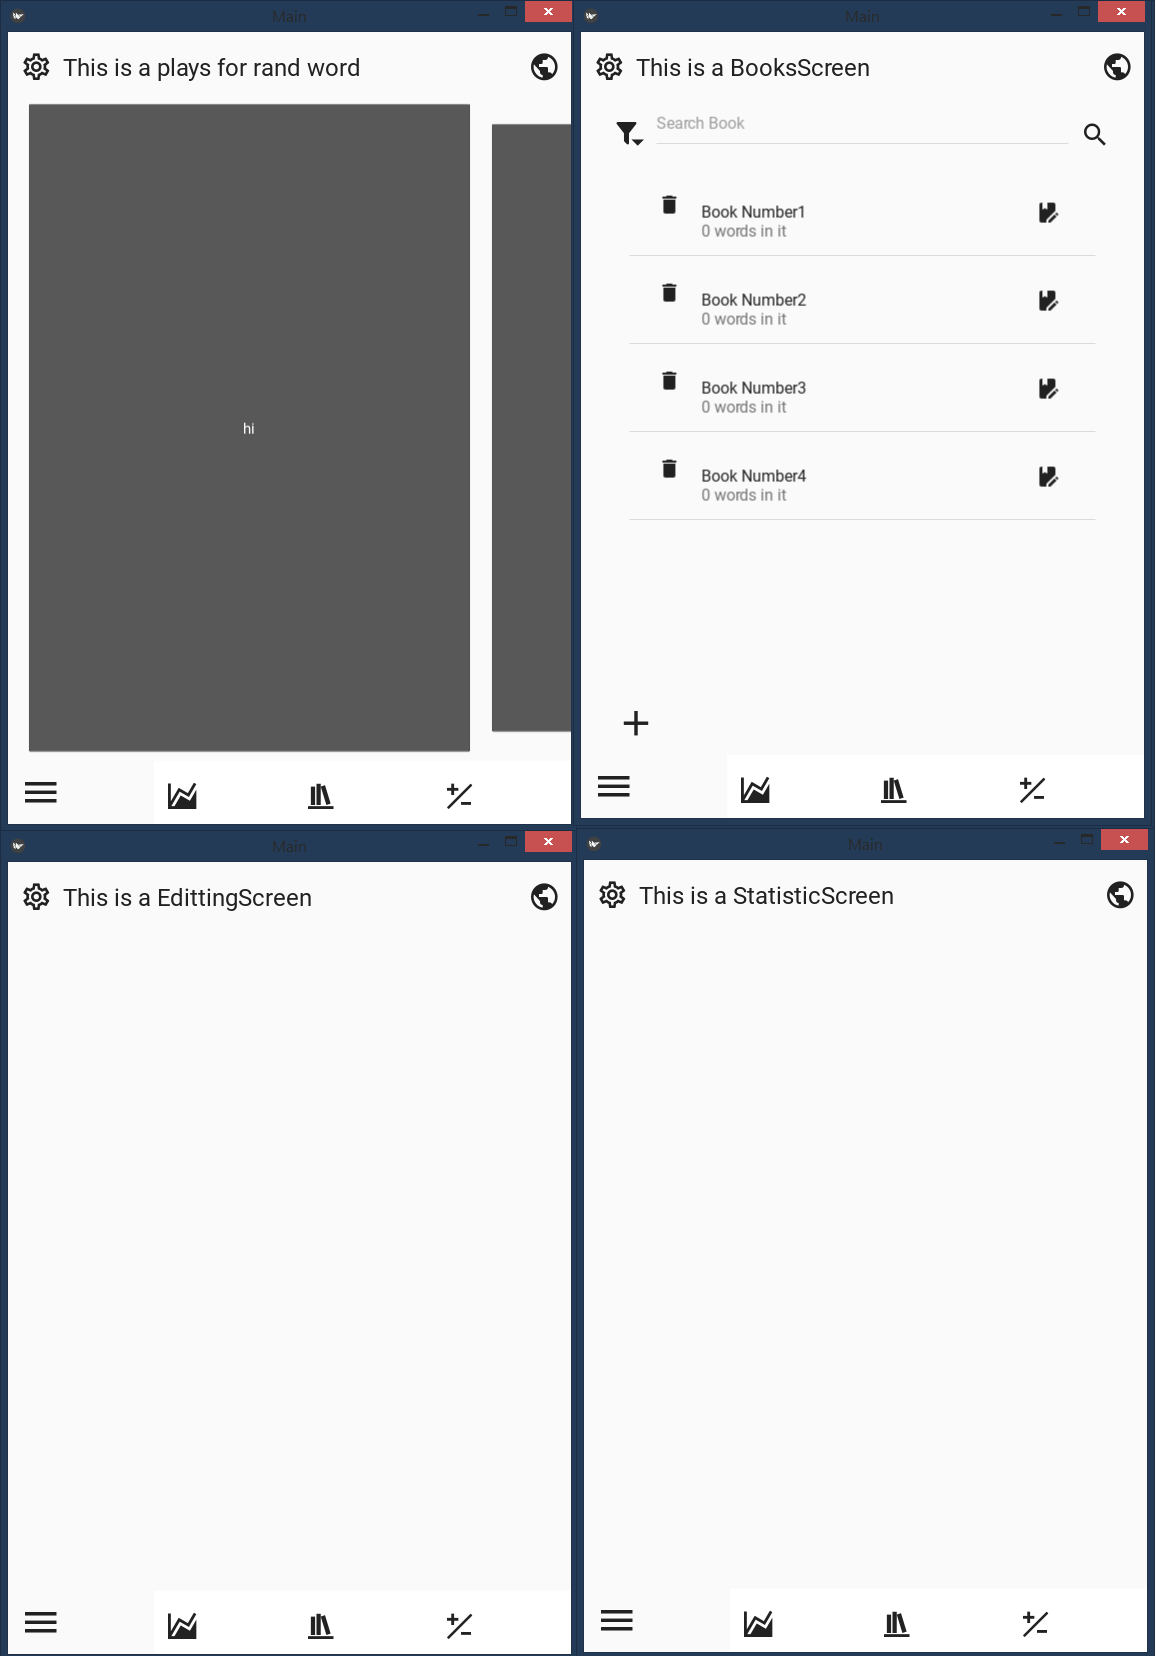 Main
This is a plays for rand word
hi
Main
This is a BooksScreen
Search Book
Book Number1
0 words in it
Book Number2
0 words in it
Book Number3
0 words in it
Book Number4
0 words in it
Main
This is a EdittingScreen
Main
This is a StatisticScreen